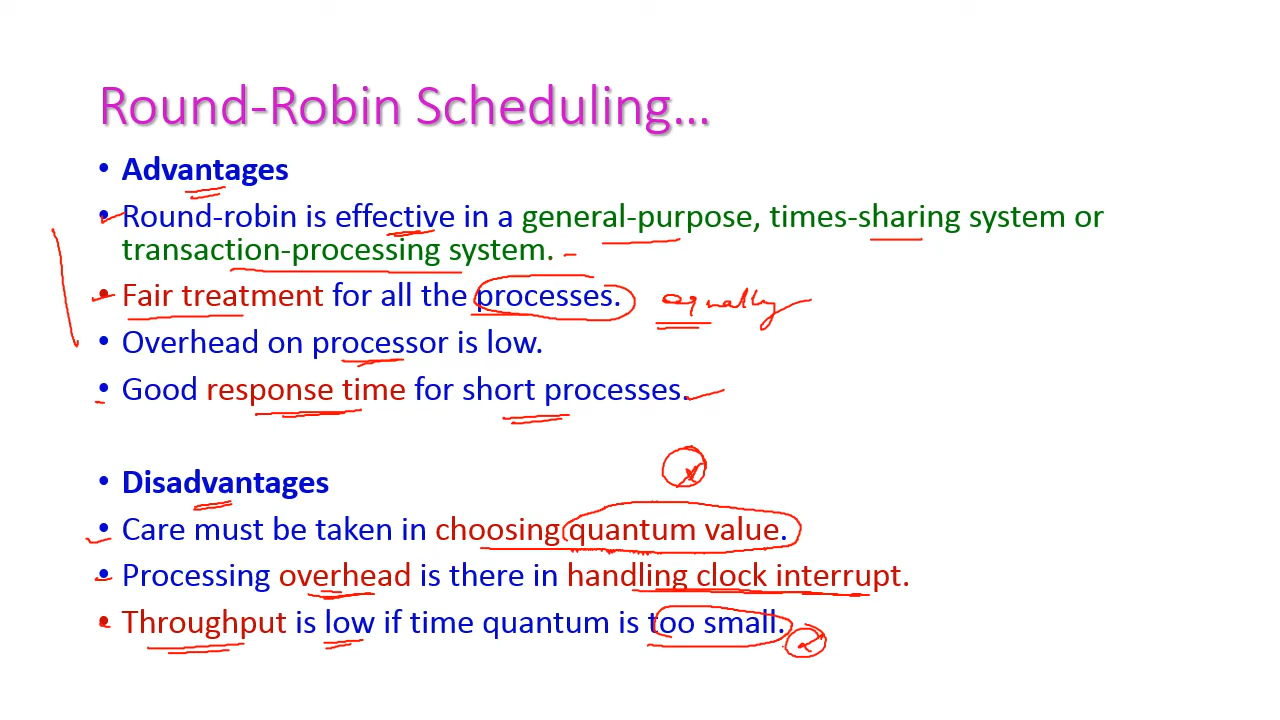 Round-Robin Scheduling...
• Advantages
• Round-robin is effective in a general-purpose, times-sharing system or
transaction-processing system.
• Fair treatment for all the processes. equally
• Overhead on processor is low.
• Good response time for short processes.
• Disadvantages
• Care must be taken in choosing quantum value.
• Processing overhead is there in handling clock interrupt.
• Throughput is low if time quantum is too small.